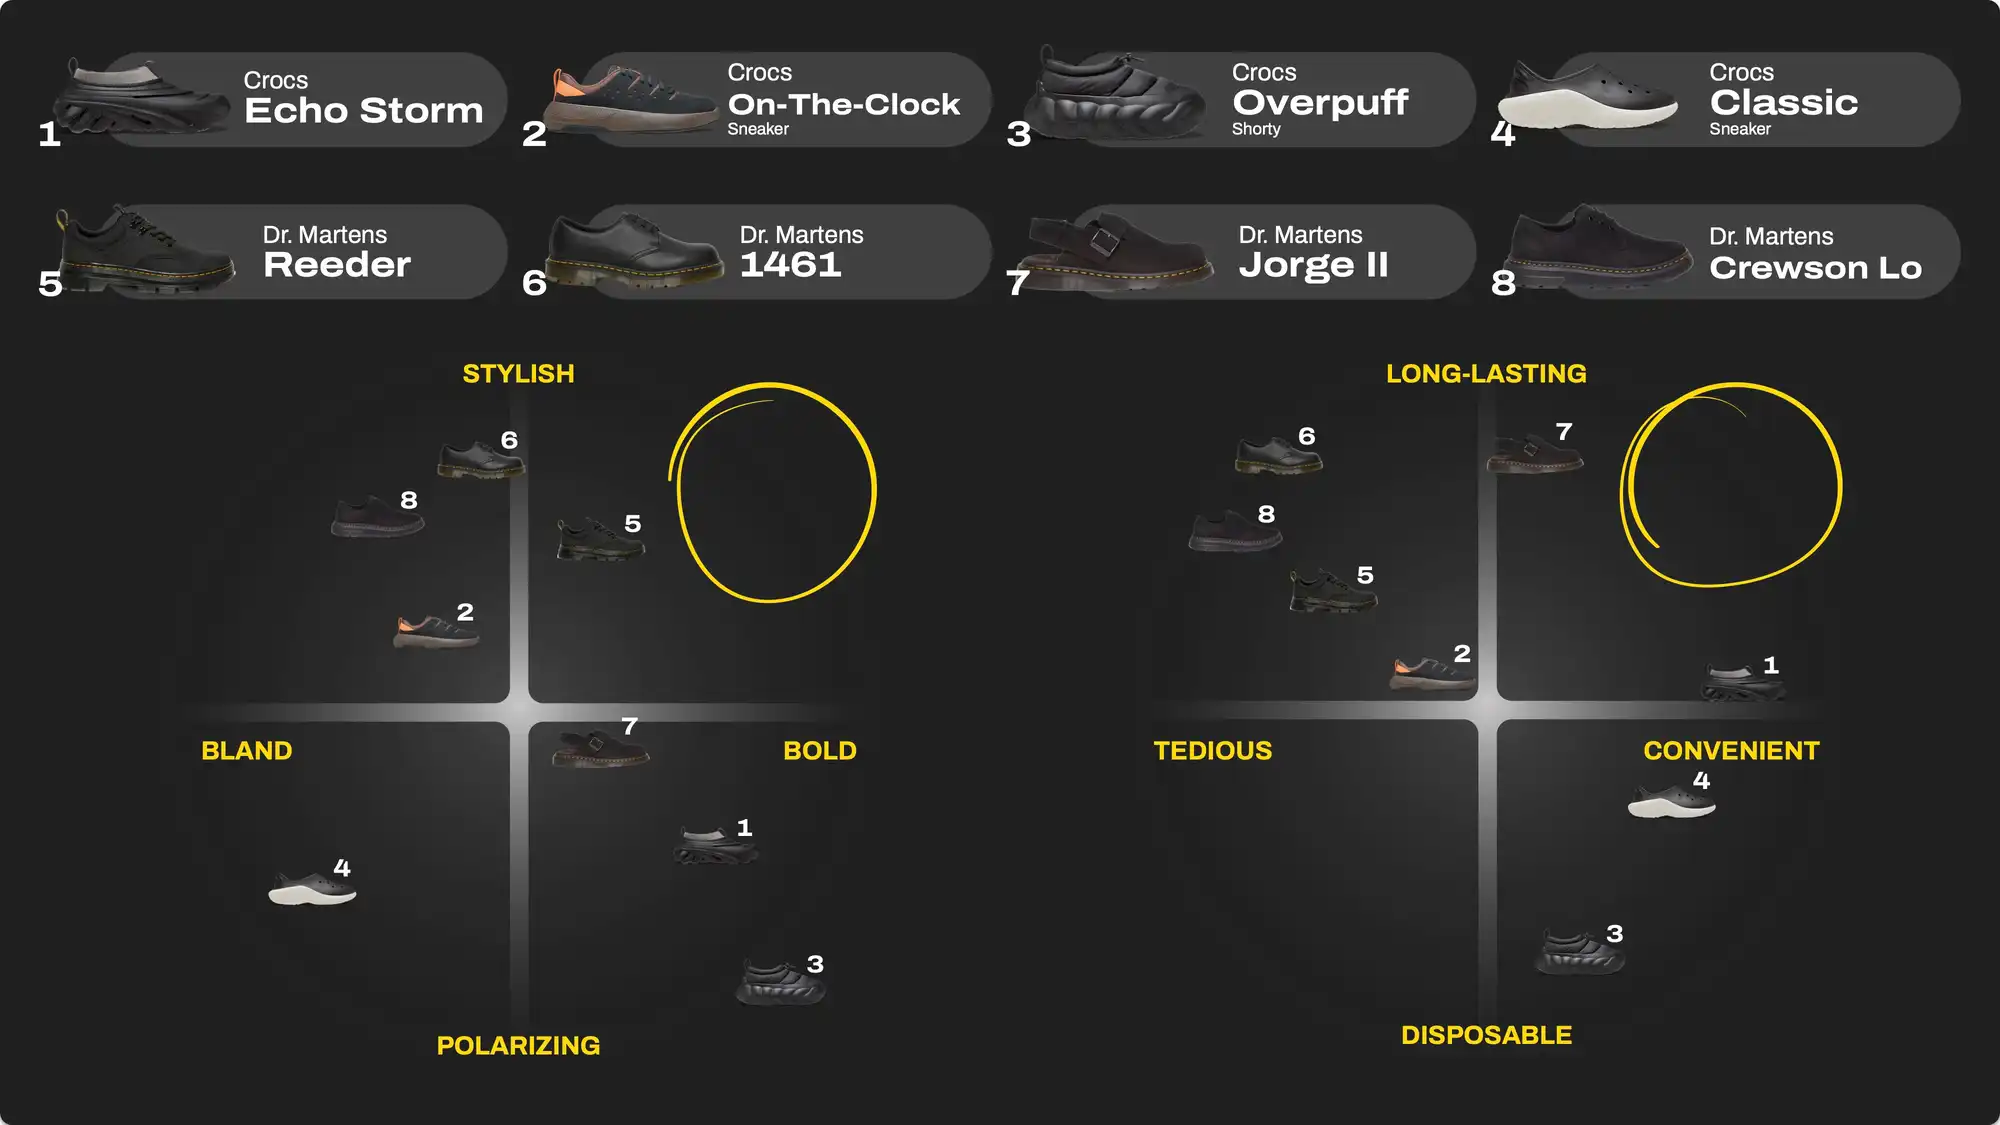 1
Crocs
Echo Storm
2
Crocs
On-The-Clock
Sneaker
3
Crocs
Overpuff
Shorty
4
Crocs
Classic
Sneaker
5
Dr. Martens
Reeder
6
Dr. Martens
1461
7
Dr. Martens
Jorge II
8
Dr. Martens
Crewson Lo
STYLISH
6
8
5
2
7
BLAND
BOLD
1
4
3
POLARIZING
LONG-LASTING
7
6
8
5
2
1
TEDIOUS
CONVENIENT
4
3
DISPOSABLE